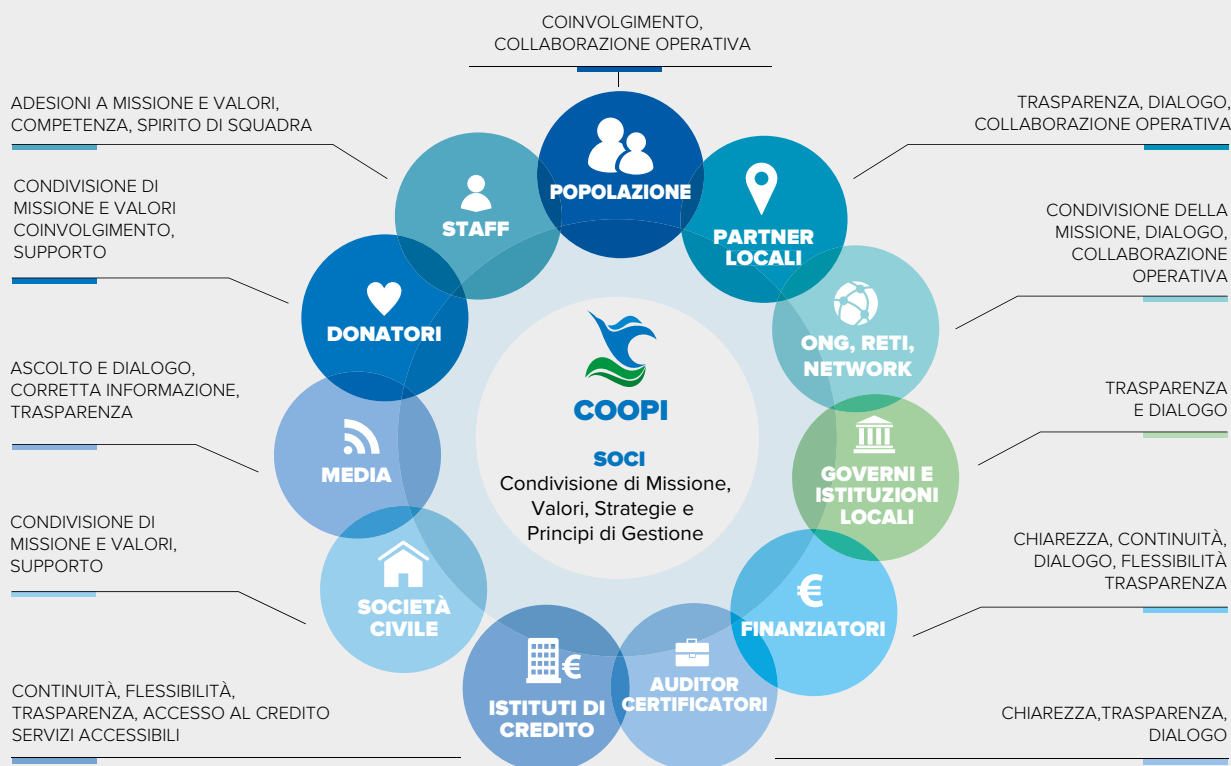 COINVOLGIMENTO,
COLLABORAZIONE OPERATIVA
ADESIONI A MISSIONE E VALORI,
COMPETENZA, SPIRITO DI SQUADRA
TRASPARENZA, DIALOGO,
COLLABORAZIONE OPERATIVA
CONDIVISIONE DI
MISSIONE E VALORI
COINVOLGIMENTO,
SUPPORTO
CONDIVISIONE DELLA
MISSIONE, DIALOGO,
COLLABORAZIONE
OPERATIVA
ASCOLTO E DIALOGO,
CORRETTA INFORMAZIONE,
TRASPARENZA
TRASPARENZA
E DIALOGO
CONDIVISIONE DI
MISSIONE E VALORI,
SUPPORTO
CHIAREZZA, CONTINUITÀ,
DIALOGO, FLESSIBILITÀ
TRASPARENZA
CONTINUITÀ, FLESSIBILITÀ,
TRASPARENZA, ACCESSO AL CREDITO
SERVIZI ACCESSIBILI
CHIAREZZA,TRASPARENZA,
DIALOGO
POPOLAZIONE
PARTNER
LOCALI
ONG, RETI,
NETWORK
GOVERNI E
ISTITUZIONI
LOCALI
€
FINANZIATORI
AUDITOR
CERTIFICATORI
€
ISTITUTI DI
CREDITO
SOCIETÀ
CIVILE
MEDIA
DONATORI
STAFF
COOPI
SOCI
Condivisione di Missione,
Valori, Strategie e
Principi di Gestione